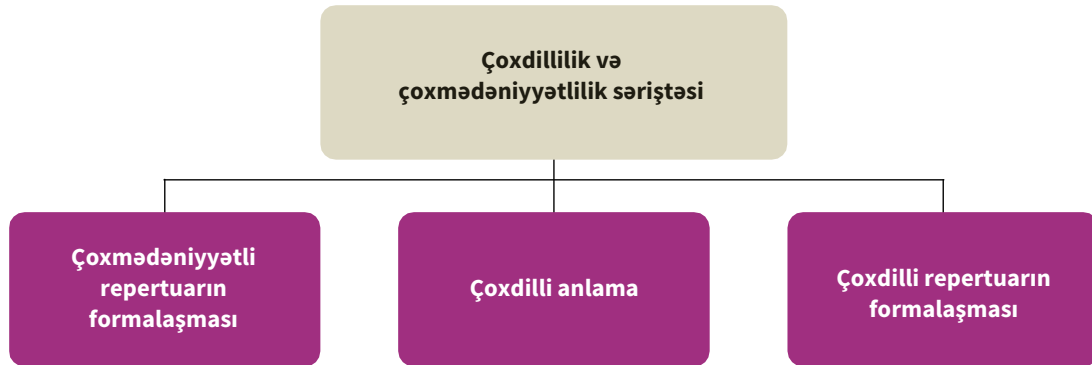 Çoxdillilik və
çoxmədəniyyətlilik səriştəsi
Çoxmədəniyyətli
repertuarın
formalaşması
Çoxdilli anlama
Çoxdilli repertuarın
formalaşması